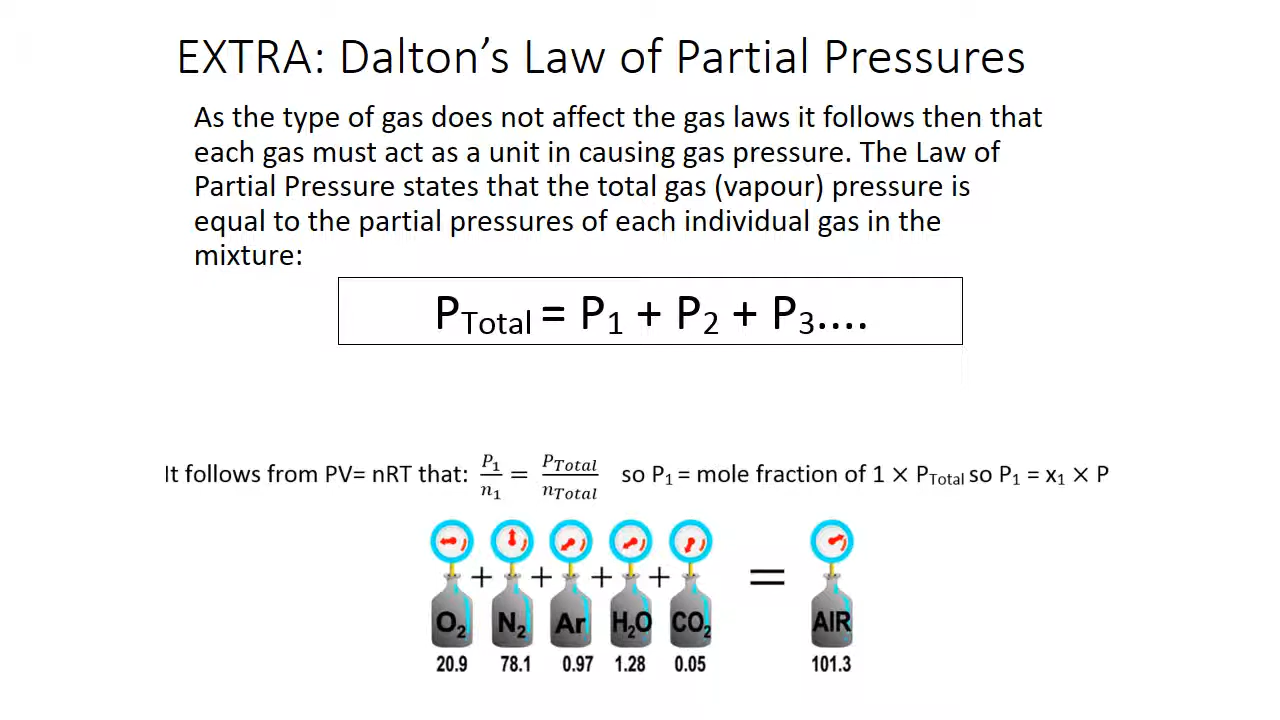 EXTRA: Dalton’s Law of Partial Pressures
As the type of gas does not affect the gas laws it follows then that
each gas must act as a unit in causing gas pressure. The Law of
Partial Pressure states that the total gas (vapour) pressure is
equal to the partial pressures of each individual gas in the
mixture:
P_Total = P₁ + P₂ + P₃....
It follows from PV= nRT that: P₁/n₁ = P_Total/n_Total so P₁ = mole fraction of 1 × P_Total so P₁ = x₁ × P
+ + + + =
O₂ N₂ Ar H₂O CO₂ AIR
20.9 78.1 0.97 1.28 0.05 101.3